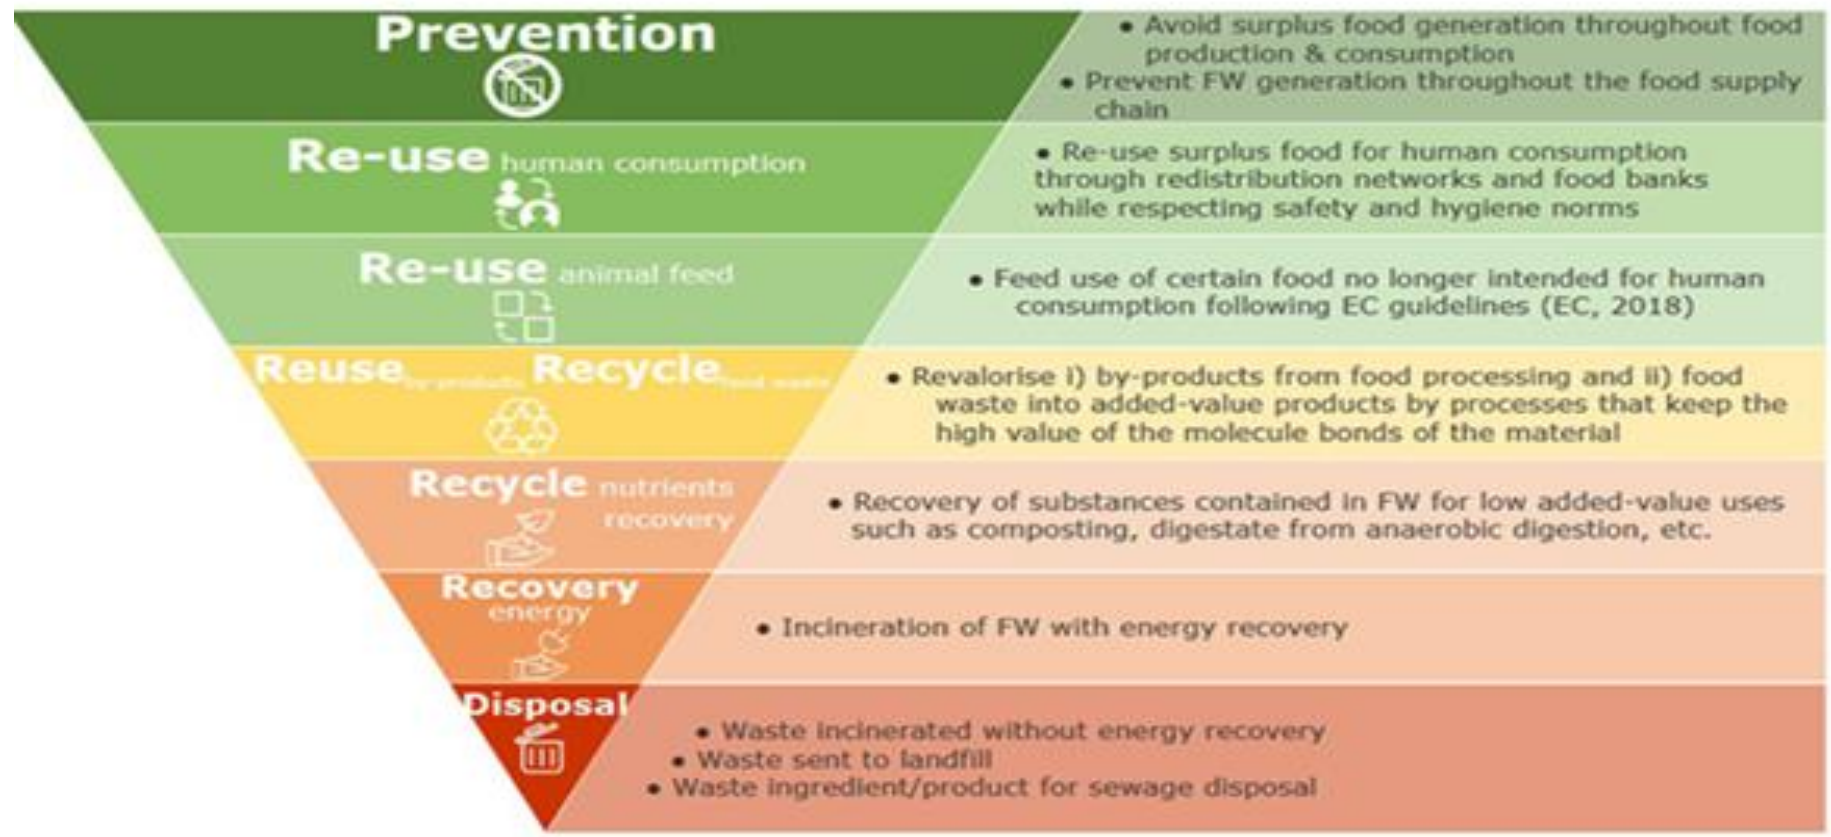 Prevention
• Avoid surplus food generation throughout food
production & consumption
• Prevent FW generation throughout the food supply
chain
Re-use human consumption
• Re-use surplus food for human consumption
through redistribution networks and food banks
while respecting safety and hygiene norms
Re-use animal feed
• Feed use of certain food no longer intended for human
consumption following EC guidelines (EC, 2018)
Reuse by-products Recycle food waste
• Revalorise i) by-products from food processing and ii) food
waste into added-value products by processes that keep the
high value of the molecule bonds of the material
Recycle nutrients
recovery
• Recovery of substances contained in FW for low added-value uses
such as composting, digestate from anaerobic digestion, etc.
Recovery
energy
• Incineration of FW with energy recovery
Disposal
• Waste incinerated without energy recovery
• Waste sent to landfill
• Waste ingredient/product for sewage disposal